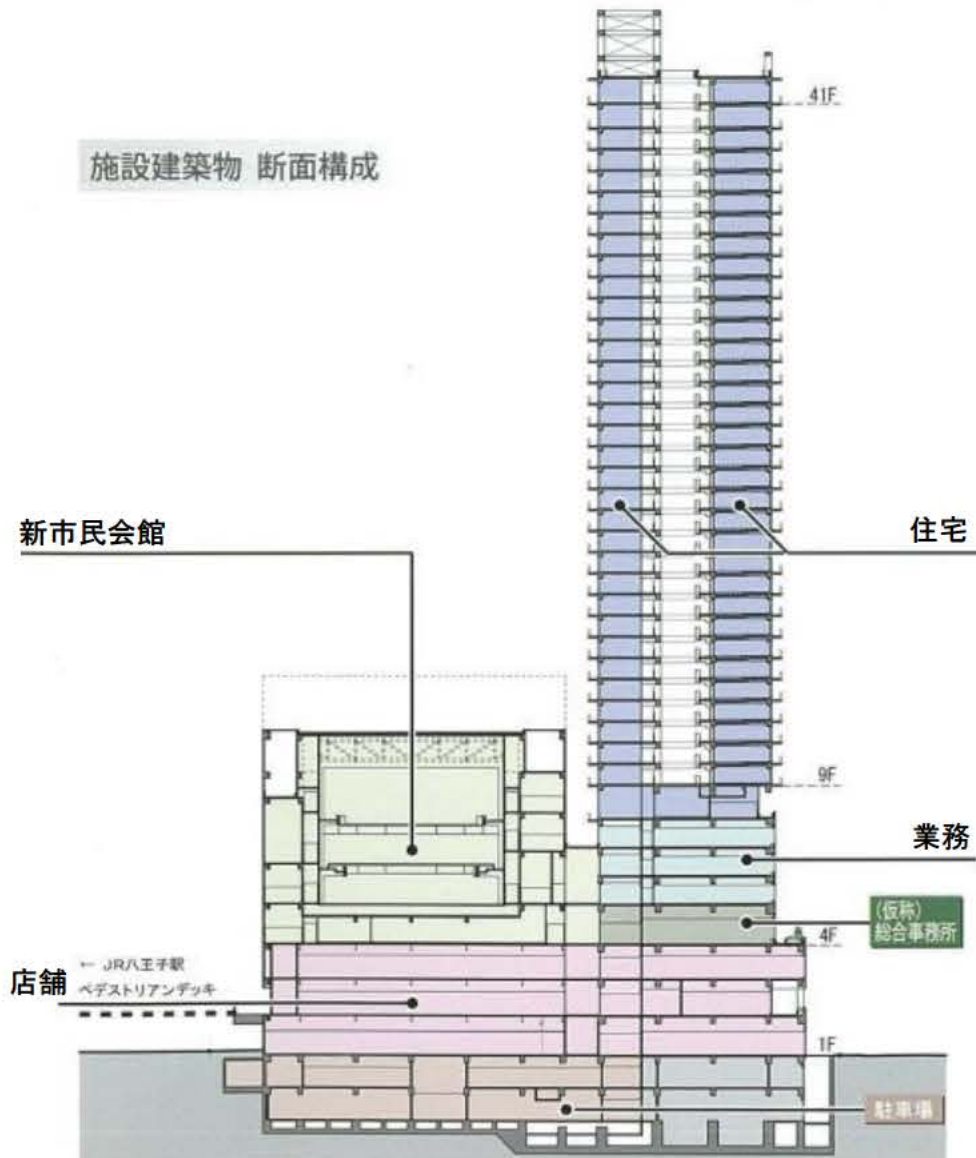 41F
施設建築物 断面構成
新市民会館
住宅
9F
業務
(仮称)
総合事務所
4F
← JR八王子駅
ペデストリアンデッキ
店舗
1F
駐車場